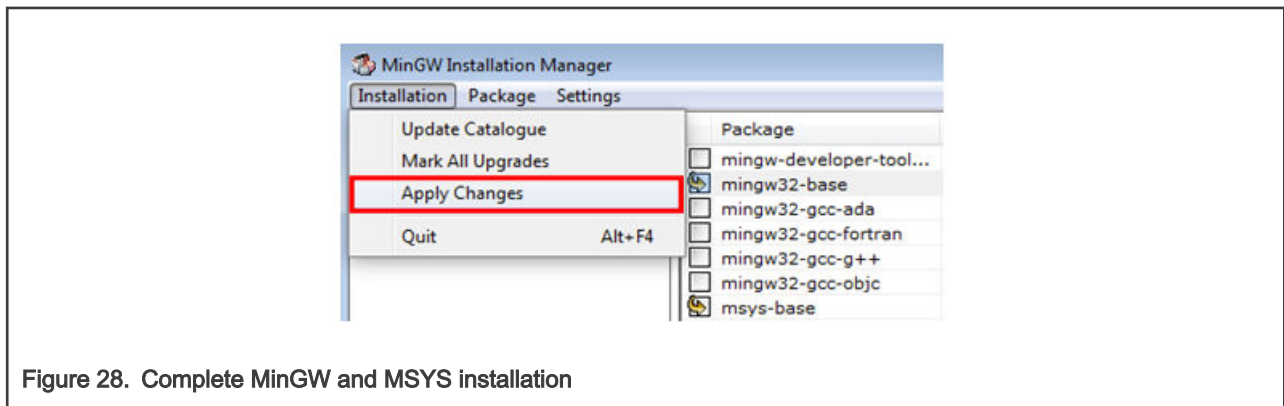 MinGW Installation Manager
Installation Package Settings
Update Catalogue
Mark All Upgrades
Apply Changes
Quit Alt+F4
Package
mingw-developer-tool...
mingw32-base
mingw32-gcc-ada
mingw32-gcc-fortran
mingw32-gcc-g++
mingw32-gcc-objc
msys-base
Figure 28. Complete MinGW and MSYS installation